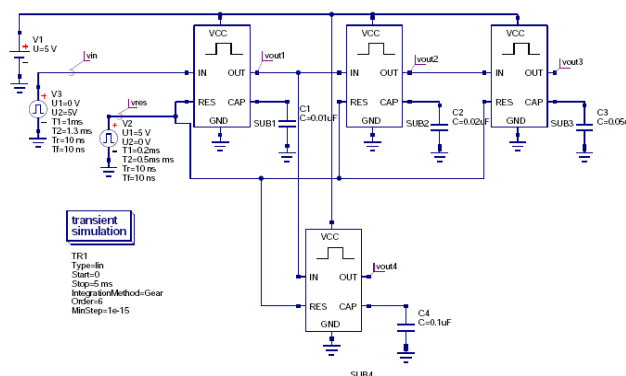 V1
U=5 V
vin
V3
U1=0 V
U2=5V
T1=1ms
T2=1.3 ms
Tr=10 ns
Tf=10 ns
vres
V2
U1=5 V
U2=0 V
T1=0.2ms
T2=0.5ms ms
Tr=10 ns
Tf=10 ns
VCC
IN OUT
RES CAP
GND
SUB1
vout1
C1
C=0.01uF
VCC
IN OUT
RES CAP
GND
SUB2
vout2
C2
C=0.02uF
VCC
IN OUT
RES CAP
GND
SUB3
vout3
C3
C=0.05u
transient
simulation
TR1
Type=lin
Start=0
Stop=5 ms
IntegrationMethod=Gear
Order=6
MinStep=1e-15
VCC
IN OUT
RES CAP
GND
vout4
C4
C=0.1uF
SUB4